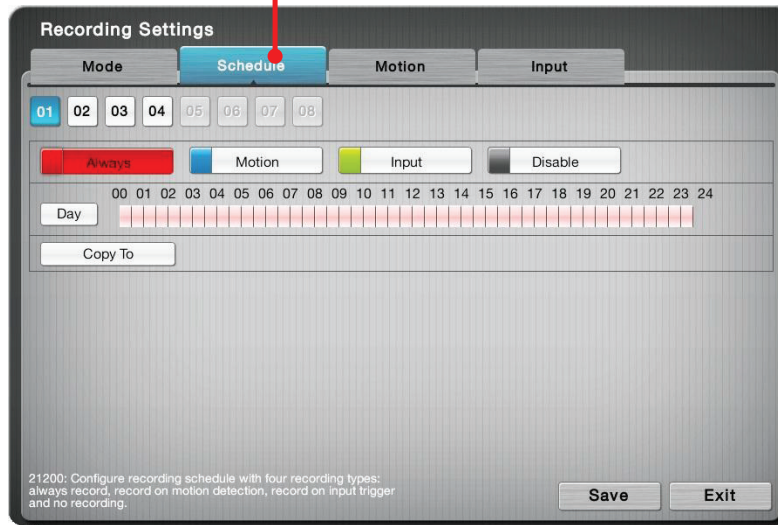 Recording Settings
Mode Schedule Motion Input
01 02 03 04 05 06 07 08
Always Motion Input Disable
00 01 02 03 04 05 06 07 08 09 10 11 12 13 14 15 16 17 18 19 20 21 22 23 24
Day
Copy To
21200: Configure recording schedule with four recording types:
always record, record on motion detection, record on input trigger
and no recording.
Save Exit